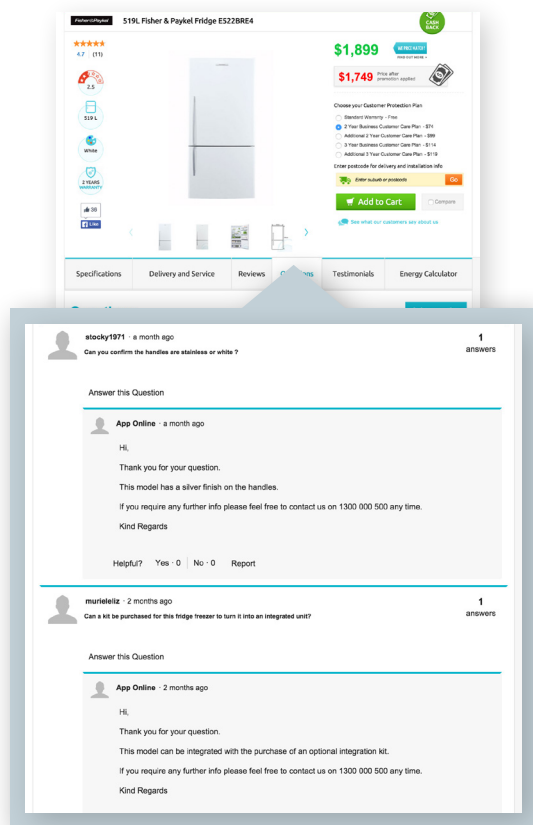 Fisher&Paykel
519L Fisher & Paykel Fridge E522BRE4
CASH
BACK
4.7 (11)
2.5
519 L
White
2 YEARS
WARRANTY
36
Like
$1,899
$1,749 Price after
promotion applied
Choose your Customer Protection Plan
Standard Warranty - Free
2 Year Business Customer Care Plan - $74
Additional 2 Year Customer Care Plan - $99
3 Year Business Customer Care Plan - $114
Additional 3 Year Customer Care Plan - $119
Enter postcode for delivery and installation info
Enter suburb or postcode
Go
Add to Cart
Compare
See what our customers say about us
Specifications
Delivery and Service
Reviews
Testimonials
Energy Calculator
stocky1971 · a month ago
1
answers
Can you confirm the handles are stainless or white ?
Answer this Question
App Online · a month ago
Hi,
Thank you for your question.
This model has a silver finish on the handles.
If you require any further info please feel free to contact us on 1300 000 500 any time.
Kind Regards
Helpful? Yes · 0 No · 0 Report
murieleliz · 2 months ago
1
answers
Can a kit be purchased for this fridge freezer to turn it into an integrated unit?
Answer this Question
App Online · 2 months ago
Hi,
Thank you for your question.
This model can be integrated with the purchase of an optional integration kit.
If you require any further info please feel free to contact us on 1300 000 500 any time.
Kind Regards